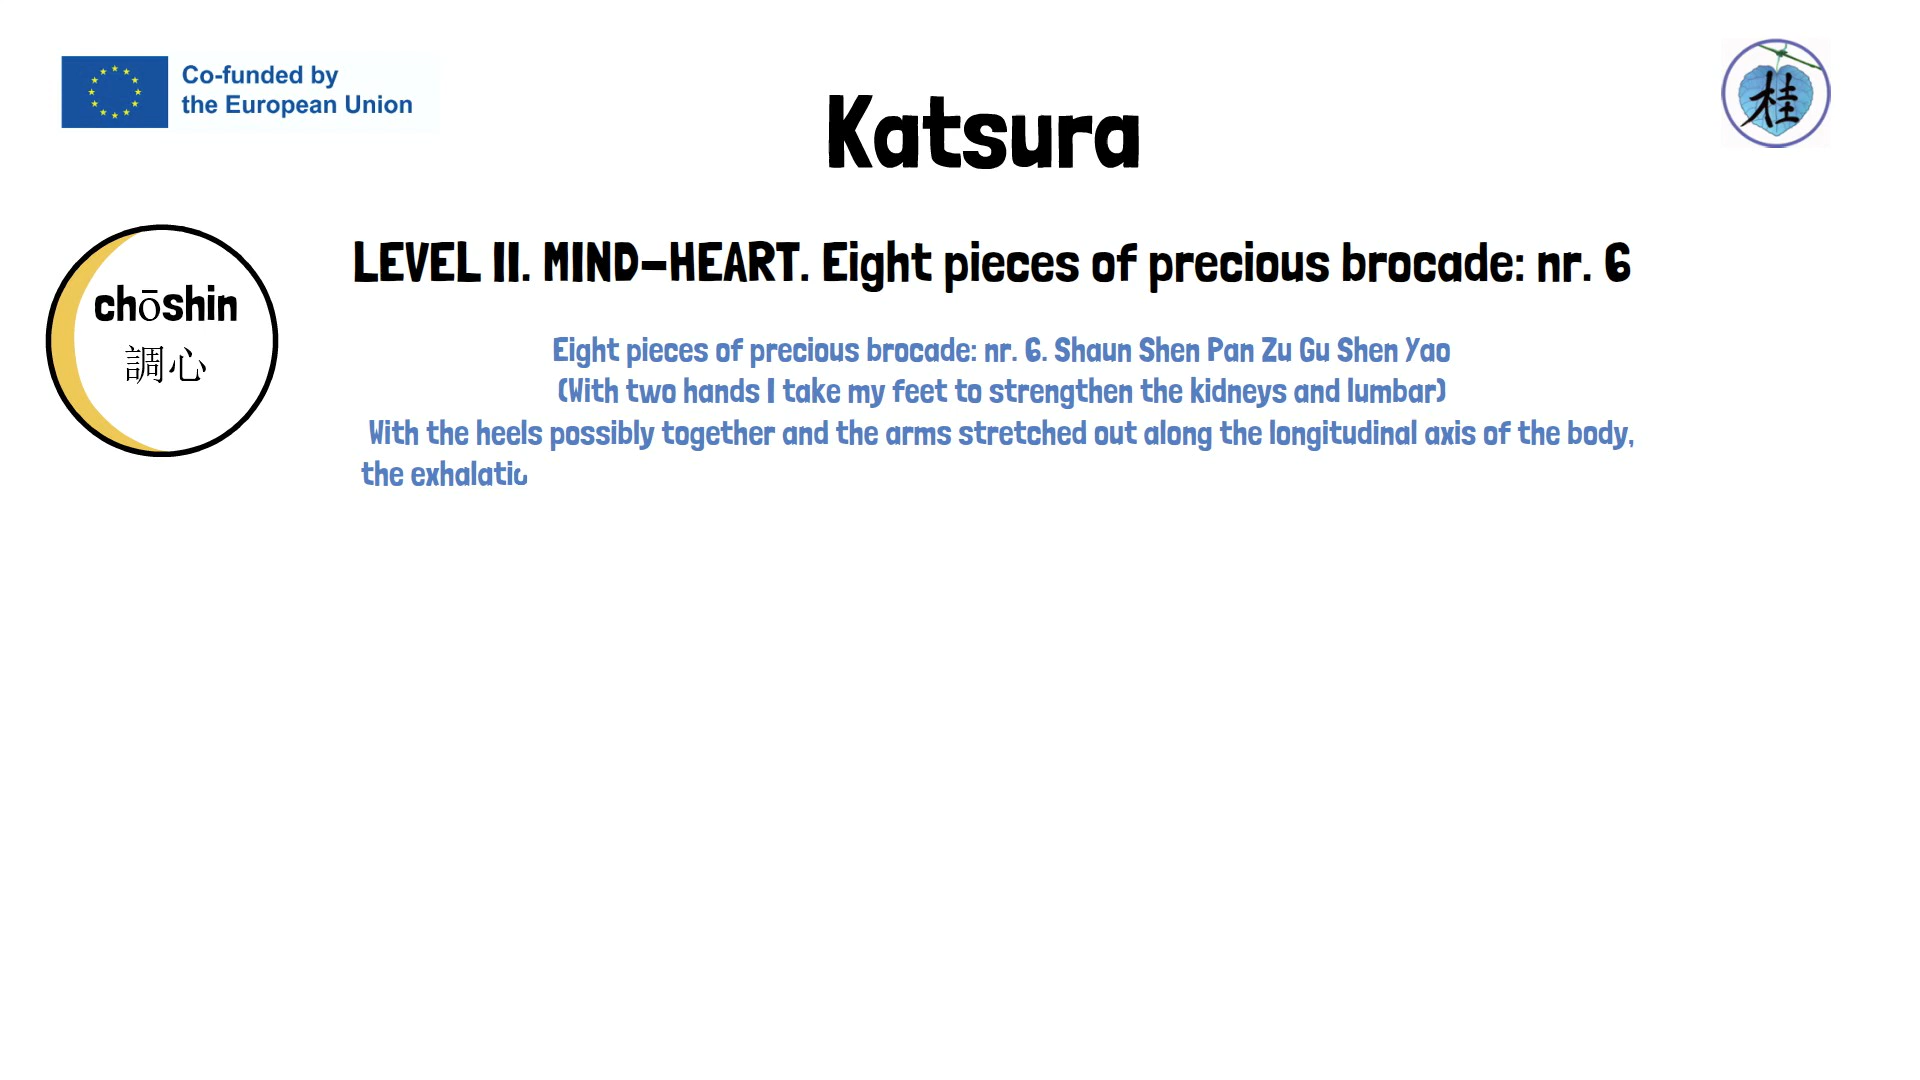 Co-funded by
the European Union
桂
Katsura
LEVEL II. MIND-HEART. Eight pieces of precious brocade: nr. 6
chōshin
調心
Eight pieces of precious brocade: nr. 6. Shaun Shen Pan Zu Gu Shen Yao
(With two hands I take my feet to strengthen the kidneys and lumbar)
With the heels possibly together and the arms stretched out along the longitudinal axis of the body,
the